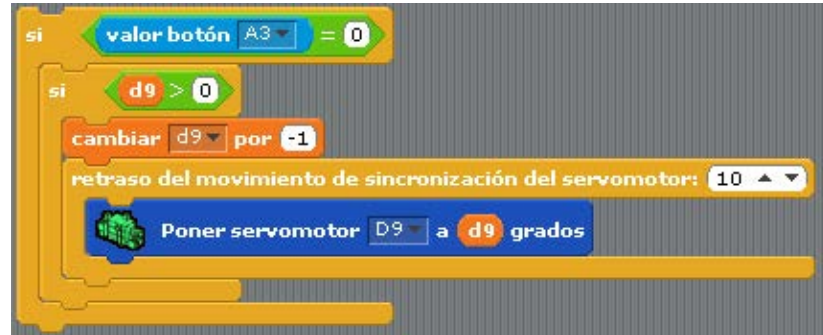 si valor botón A3 = 0
si d9 > 0
cambiar d9 por -1
retraso del movimiento de sincronización del servomotor: 10
Poner servomotor D9 a d9 grados